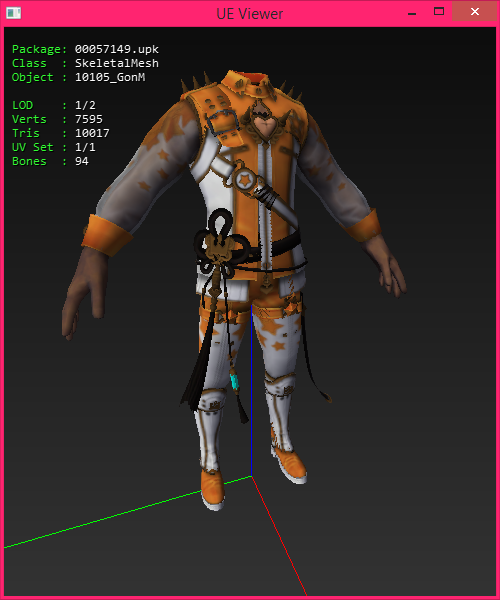 UE Viewer
Package: 00057149.upk
Class : SkeletalMesh
Object : 10105_GonM
LOD : 1/2
Verts : 7595
Tris : 10017
UV Set : 1/1
Bones : 94